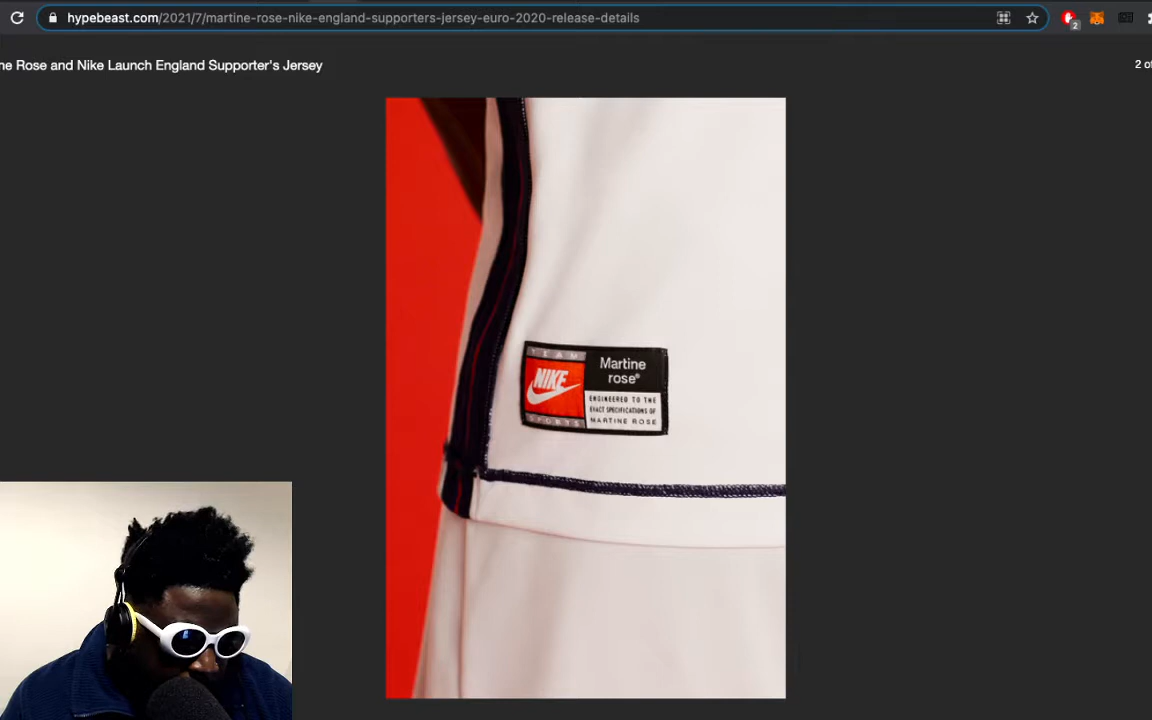 hypebeast.com/2021/7/martine-rose-nike-england-supporters-jersey-euro-2020-release-details
2
ne Rose and Nike Launch England Supporter's Jersey
2 of
TEAM
NIKE
SPORTS
Martine
rose®
ENGINEERED TO THE
EXACT SPECIFICATIONS OF
MARTINE ROSE